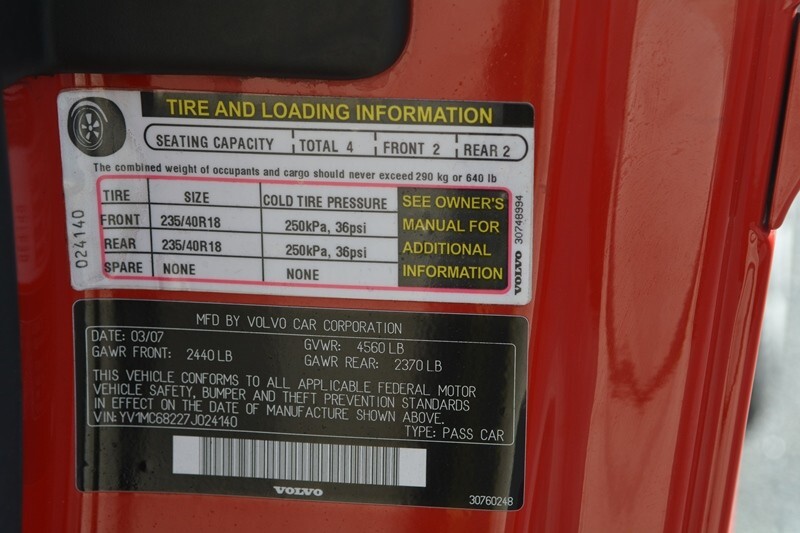 TIRE AND LOADING INFORMATION
SEATING CAPACITY TOTAL 4 FRONT 2 REAR 2
The combined weight of occupants and cargo should never exceed 290 kg or 640 lb
TIRE SIZE COLD TIRE PRESSURE
FRONT 235/40R18 250kPa, 36psi
REAR 235/40R18 250kPa, 36psi
SPARE NONE NONE
SEE OWNER'S
MANUAL FOR
ADDITIONAL
INFORMATION
024140
VOLVO 30748994
MFD BY VOLVO CAR CORPORATION
DATE: 03/07 GVWR: 4560 LB
GAWR FRONT: 2440 LB GAWR REAR: 2370 LB
THIS VEHICLE CONFORMS TO ALL APPLICABLE FEDERAL MOTOR
VEHICLE SAFETY, BUMPER AND THEFT PREVENTION STANDARDS
IN EFFECT ON THE DATE OF MANUFACTURE SHOWN ABOVE.
VIN: YV1MC68227J024140
TYPE: PASS CAR
VOLVO
30760248